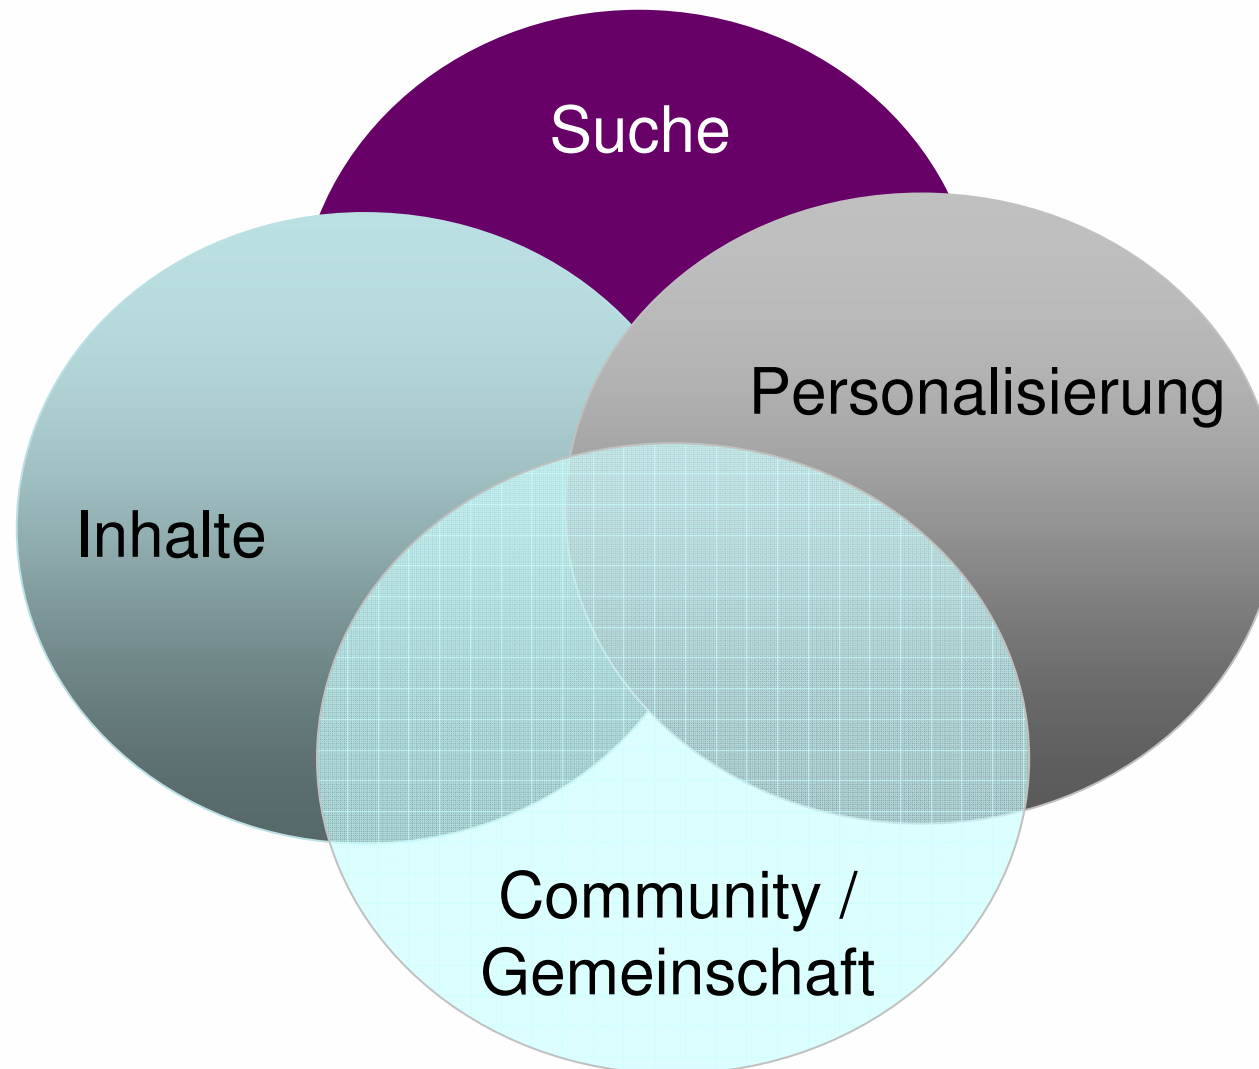 Suche
Personalisierung
Inhalte
Community /
Gemeinschaft